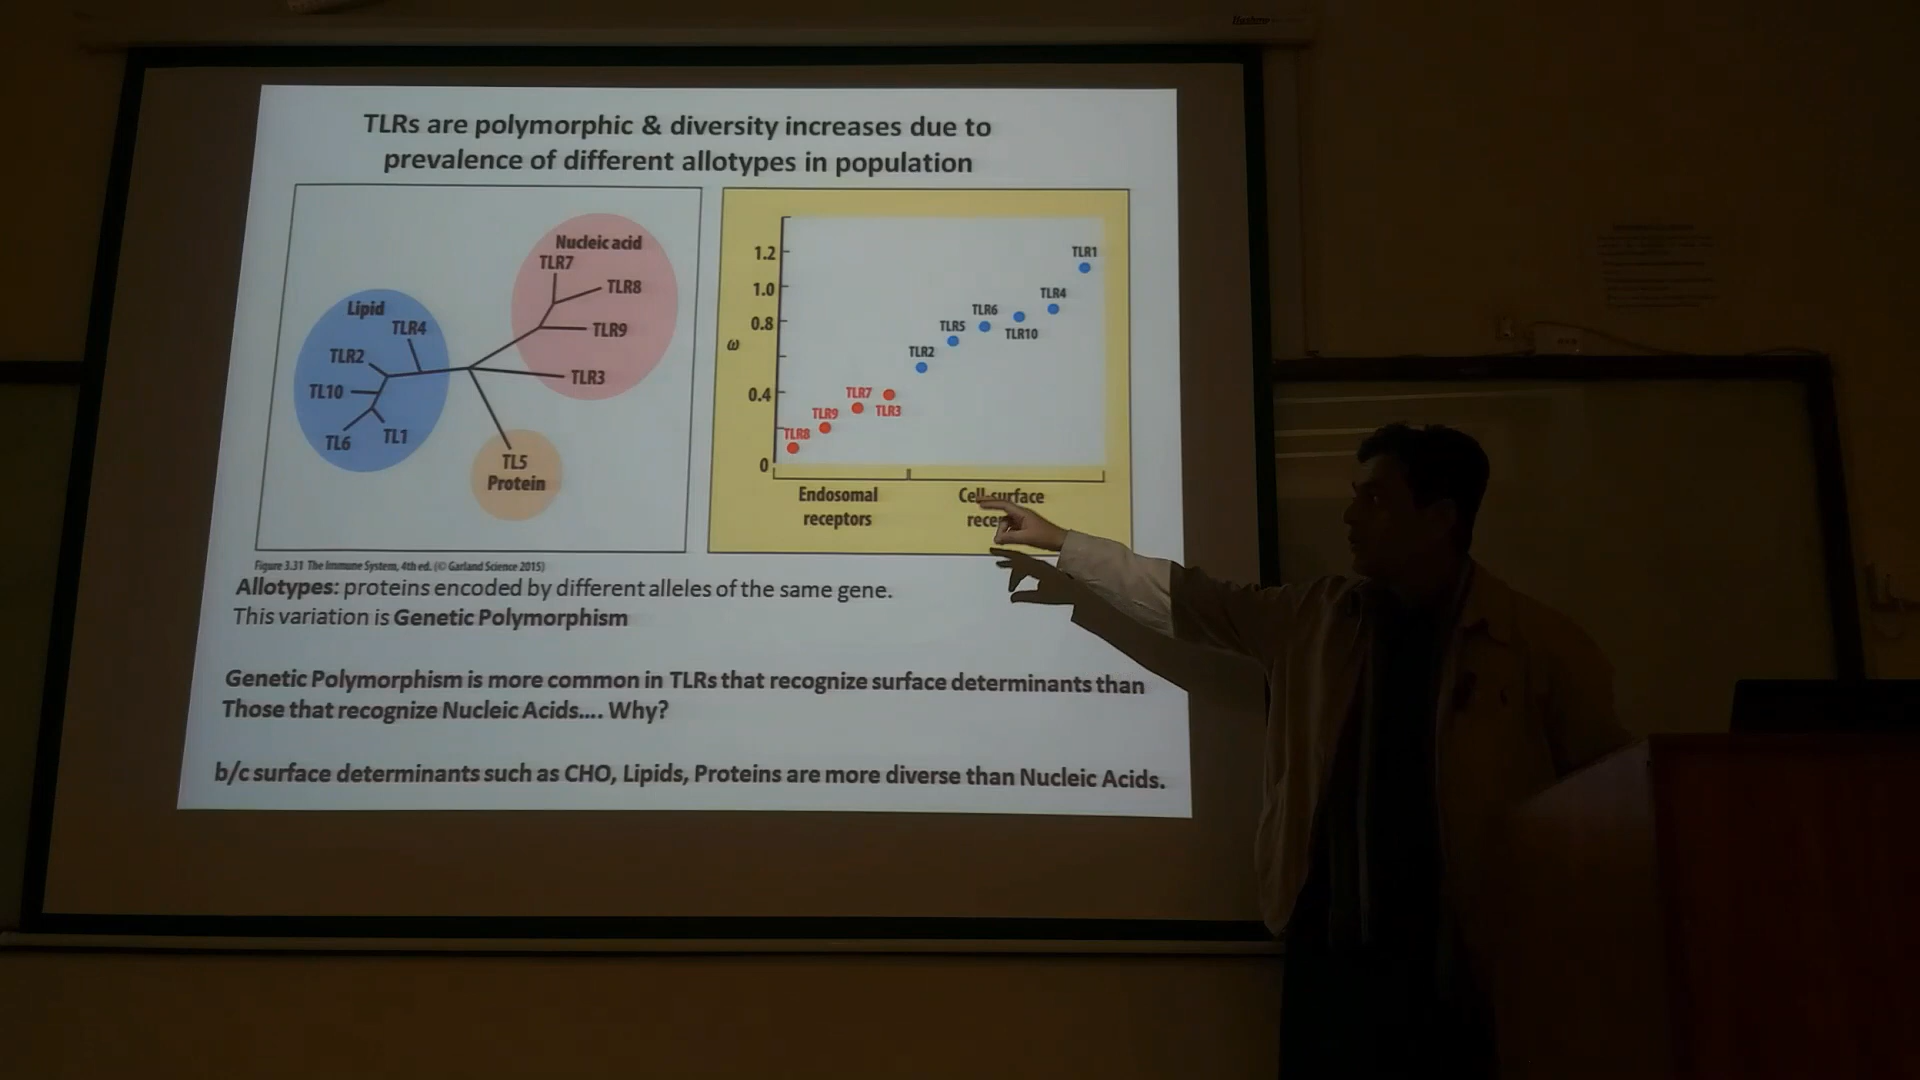 TLRs are polymorphic & diversity increases due to
prevalence of different allotypes in population
Nucleic acid
TLR7
TLR8
TLR9
TLR3
Lipid
TLR4
TLR2
TL10
TL6
TL1
TL5
Protein
1.2
1.0
0.8
0.4
0
ω
TLR1
TLR4
TLR6
TLR10
TLR5
TLR2
TLR7
TLR3
TLR9
TLR8
Endosomal
receptors
Cell-surface
Figure 3.31 The Immune System, 4th ed. (© Garland Science 2015)
Allotypes: proteins encoded by different alleles of the same gene.
This variation is Genetic Polymorphism
Genetic Polymorphism is more common in TLRs that recognize surface determinants than
Those that recognize Nucleic Acids.... Why?
b/c surface determinants such as CHO, Lipids, Proteins are more diverse than Nucleic Acids.